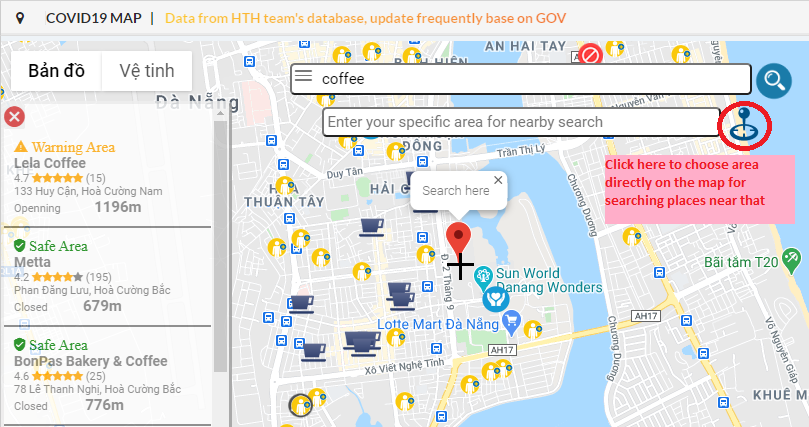 COVID19 MAP | Data from HTH team's database, update frequently base on GOV
Bản đồ
Vệ tinh
coffee
Enter your specific area for nearby search
Click here to choose area
directly on the map for
searching places near that
Search here
Warning Area
Lela Coffee
4.7 (15)
133 Huy Cận, Hoà Cường Nam
Openning 1196m
Safe Area
Metta
4.2 (195)
Phan Đăng Lưu, Hoà Cường Bắc
Closed 679m
Safe Area
BonPas Bakery & Coffee
4.6 (25)
78 Lê Thanh Nghị, Hoà Cường Bắc
Closed 776m
AN HẢI TÂY
Đà Nẵng
ĐÔNG
Trần Thị Lý
Duy Tân
THUẬN TÂY
Đ. 2 Tháng 9
Chương Dương
Sun World
Danang Wonders
Lotte Mart Đà Nẵng
Bãi tắm T20
AH17
AH17
Xô Viết Nghệ Tĩnh
Chương Dương
Võ Nguyên Giáp
KHUÊ M